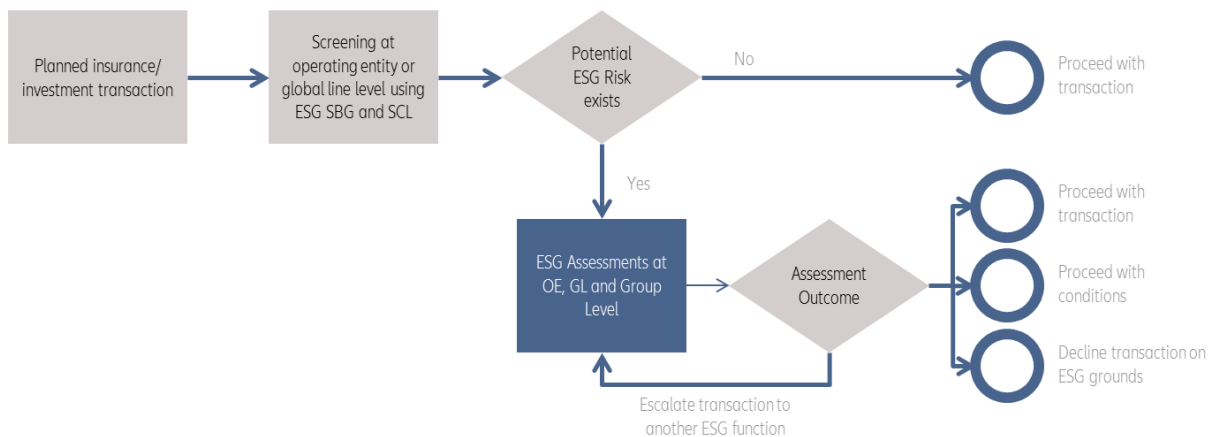 Planned insurance/
investment transaction
Screening at
operating entity or
global line level using
ESG SBG and SCL
Potential
ESG Risk
exists
No
Proceed with
transaction
Yes
ESG Assessments at
OE, GL and Group
Level
Assessment
Outcome
Proceed with
transaction
Proceed with
conditions
Decline transaction on
ESG grounds
Escalate transaction to
another ESG function